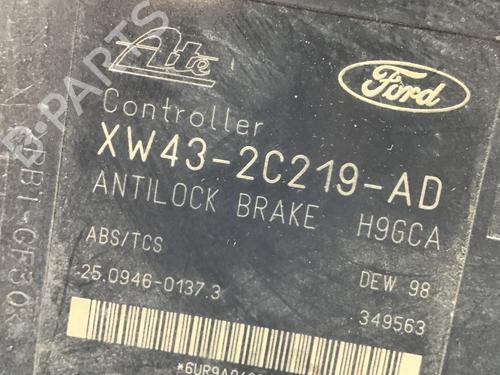 Ate
Ford
Controller
XW43-2C219-AD
ANTILOCK BRAKE H9GCA
ABS/TCS
25.0946-0137.3 DEW 98
349563
B-PARTS